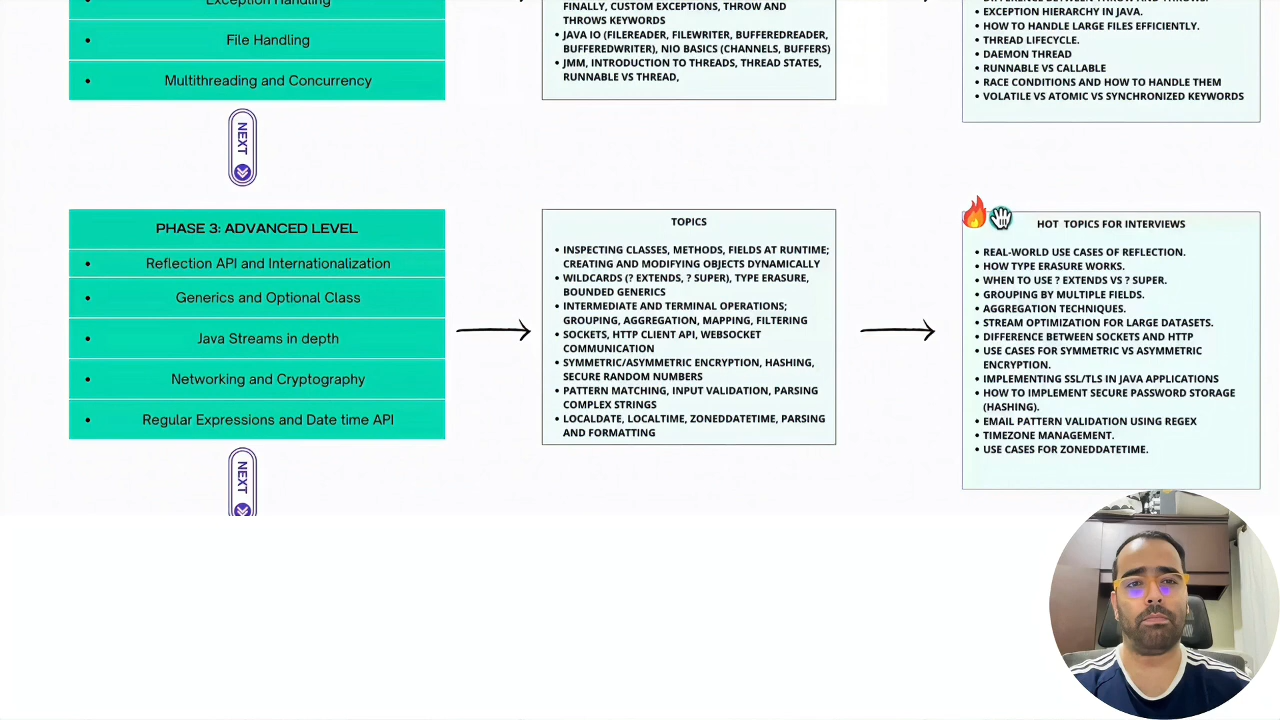 Exception Handling
File Handling
Multithreading and Concurrency
FINALLY, CUSTOM EXCEPTIONS, THROW AND
THROWS KEYWORDS
JAVA IO (FILEREADER, FILEWRITER, BUFFEREDREADER,
BUFFEREDWRITER), NIO BASICS (CHANNELS, BUFFERS)
JMM, INTRODUCTION TO THREADS, THREAD STATES,
RUNNABLE VS THREAD,
DIFFERENCE BETWEEN THROW AND THROWS.
EXCEPTION HIERARCHY IN JAVA.
HOW TO HANDLE LARGE FILES EFFICIENTLY.
THREAD LIFECYCLE.
DAEMON THREAD
RUNNABLE VS CALLABLE
RACE CONDITIONS AND HOW TO HANDLE THEM
VOLATILE VS ATOMIC VS SYNCHRONIZED KEYWORDS
NEXT
PHASE 3: ADVANCED LEVEL
Reflection API and Internationalization
Generics and Optional Class
Java Streams in depth
Networking and Cryptography
Regular Expressions and Date time API
TOPICS
INSPECTING CLASSES, METHODS, FIELDS AT RUNTIME;
CREATING AND MODIFYING OBJECTS DYNAMICALLY
WILDCARDS (? EXTENDS, ? SUPER), TYPE ERASURE,
BOUNDED GENERICS
INTERMEDIATE AND TERMINAL OPERATIONS;
GROUPING, AGGREGATION, MAPPING, FILTERING
SOCKETS, HTTP CLIENT API, WEBSOCKET
COMMUNICATION
SYMMETRIC/ASYMMETRIC ENCRYPTION, HASHING,
SECURE RANDOM NUMBERS
PATTERN MATCHING, INPUT VALIDATION, PARSING
COMPLEX STRINGS
LOCALDATE, LOCALTIME, ZONEDDATETIME, PARSING
AND FORMATTING
HOT TOPICS FOR INTERVIEWS
REAL-WORLD USE CASES OF REFLECTION.
HOW TYPE ERASURE WORKS.
WHEN TO USE ? EXTENDS VS ? SUPER.
GROUPING BY MULTIPLE FIELDS.
AGGREGATION TECHNIQUES.
STREAM OPTIMIZATION FOR LARGE DATASETS.
DIFFERENCE BETWEEN SOCKETS AND HTTP
USE CASES FOR SYMMETRIC VS ASYMMETRIC
ENCRYPTION.
IMPLEMENTING SSL/TLS IN JAVA APPLICATIONS
HOW TO IMPLEMENT SECURE PASSWORD STORAGE
(HASHING).
EMAIL PATTERN VALIDATION USING REGEX
TIMEZONE MANAGEMENT.
USE CASES FOR ZONEDDATETIME.
NEXT